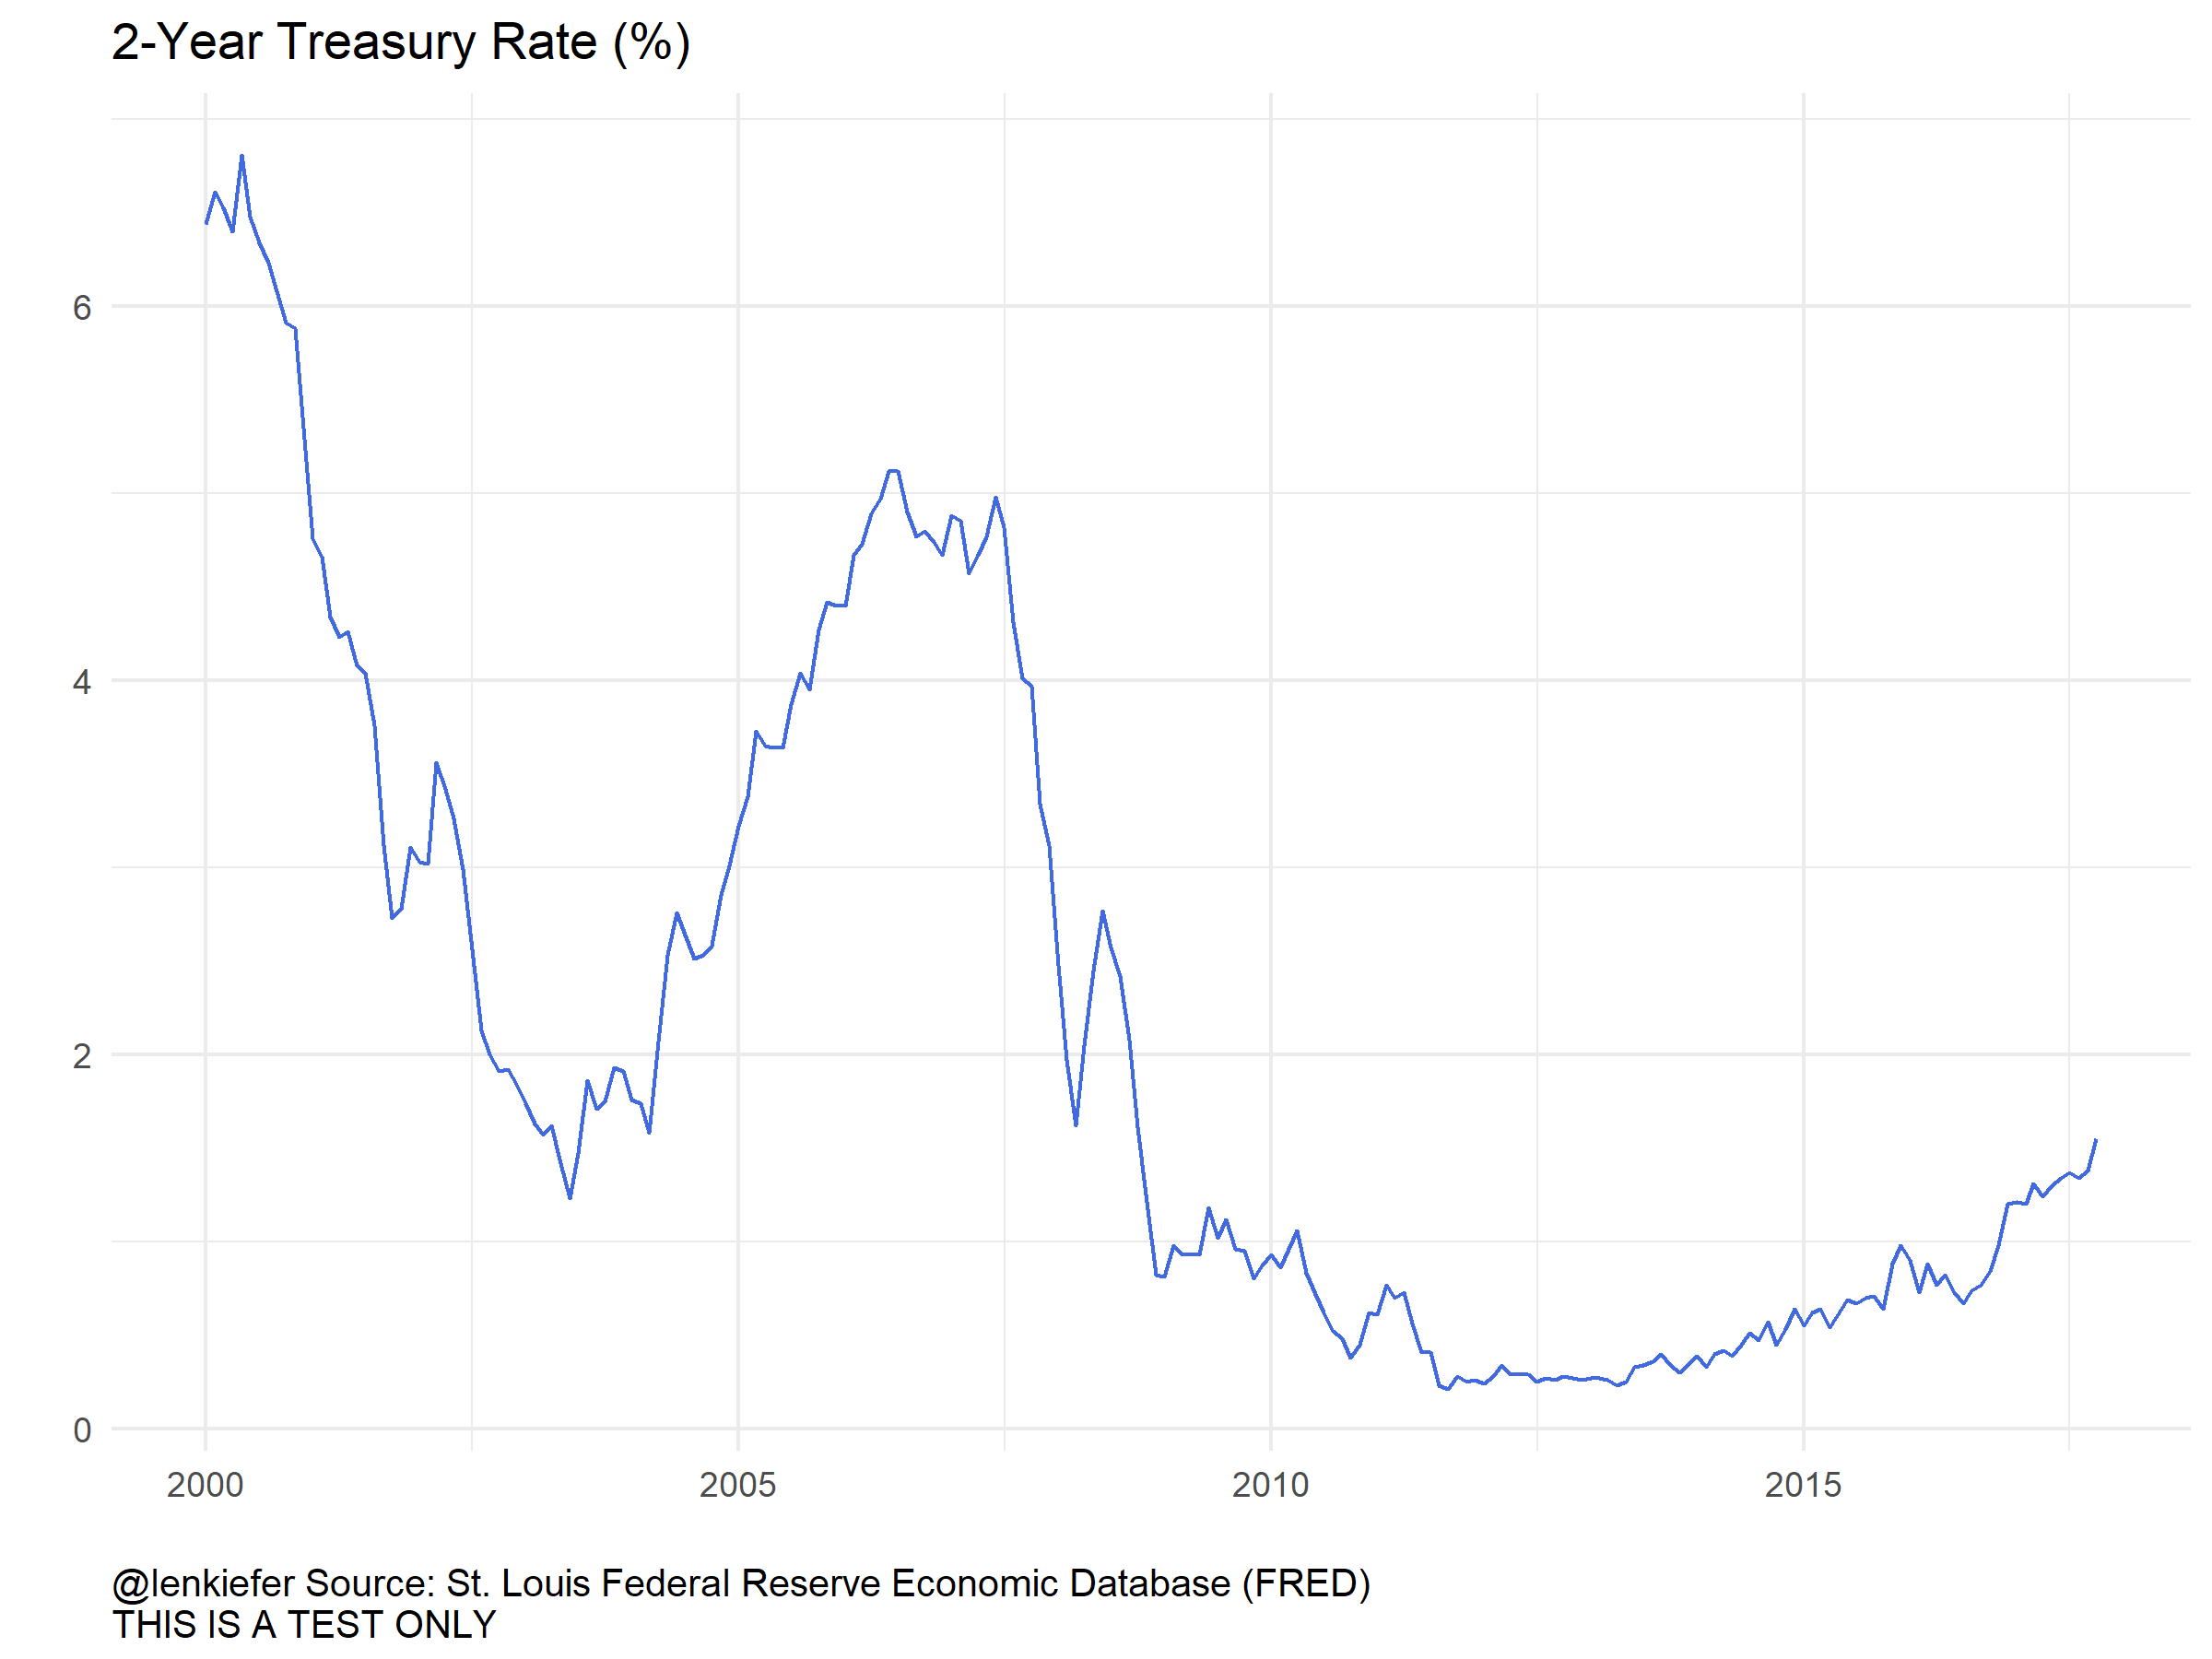 2-Year Treasury Rate (%)
6
4
2
0
2000 2005 2010 2015
@lenkiefer Source: St. Louis Federal Reserve Economic Database (FRED)
THIS IS A TEST ONLY